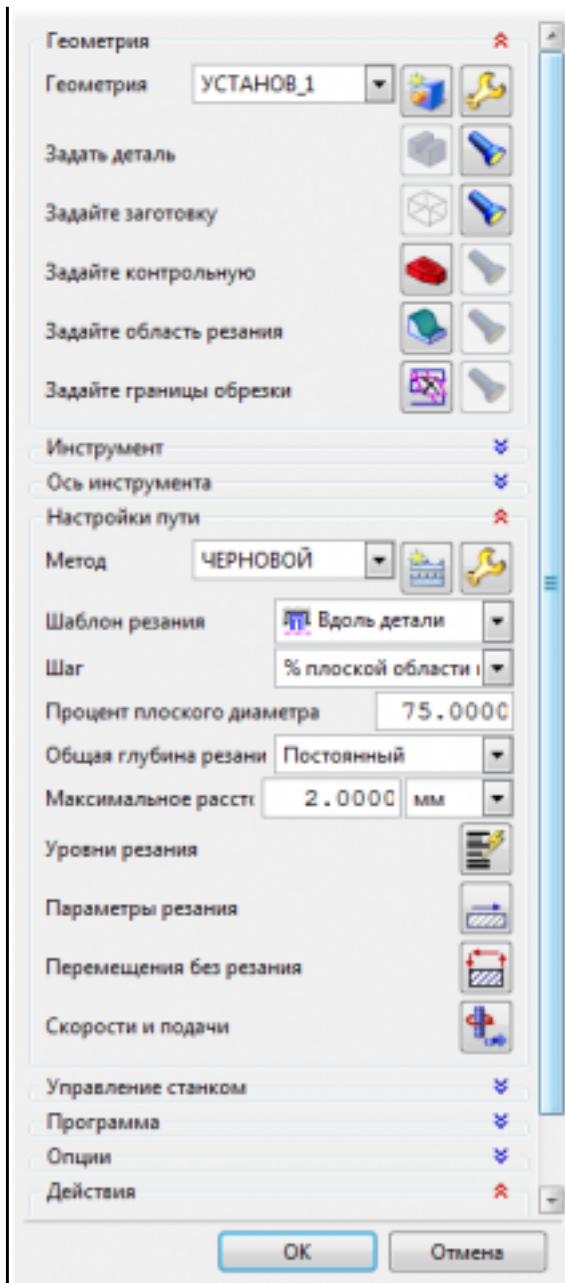 Геометрия
Геометрия УСТАНОВ_1
Задать деталь
Задайте заготовку
Задайте контрольную
Задайте область резания
Задайте границы обрезки
Инструмент
Ось инструмента
Настройки пути
Метод ЧЕРНОВОЙ
Шаблон резания Вдоль детали
Шаг % плоской области
Процент плоского диаметра 75.0000
Общая глубина резани Постоянный
Максимальное расст 2.0000 мм
Уровни резания
Параметры резания
Перемещения без резания
Скорости и подачи
Управление станком
Программа
Опции
Действия
OK Отмена